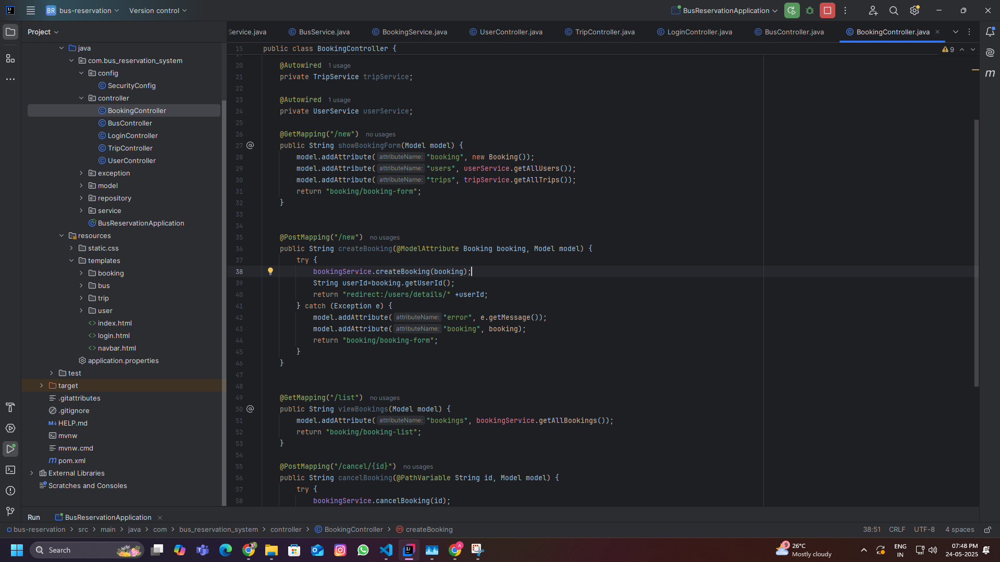 BR bus-reservation Version control BusReservationApplication
Project
Service.java BusService.java BookingService.java UserController.java TripController.java LoginController.java BusController.java BookingController.java
java
com.bus_reservation_system
config
SecurityConfig
controller
BookingController
BusController
LoginController
TripController
UserController
exception
model
repository
service
BusReservationApplication
resources
static.css
templates
booking
bus
trip
user
index.html
login.html
navbar.html
application.properties
test
target
.gitattributes
.gitignore
HELP.md
mvnw
mvnw.cmd
pom.xml
External Libraries
Scratches and Consoles
15 public class BookingController {
9
20 @Autowired 1 usage
21 private TripService tripService;
22
23 @Autowired 1 usage
24 private UserService userService;
25
26 @GetMapping("/new") no usages
27 public String showBookingForm(Model model) {
28 model.addAttribute( attributeName: "booking", new Booking());
29 model.addAttribute( attributeName: "users", userService.getAllUsers());
30 model.addAttribute( attributeName: "trips", tripService.getAllTrips());
31 return "booking/booking-form";
32 }
33
34
35 @PostMapping("/new") no usages
36 public String createBooking(@ModelAttribute Booking booking, Model model) {
37 try {
38 bookingService.createBooking(booking);
39 String userId=booking.getUserId();
40 return "redirect:/users/details/" +userId;
41 } catch (Exception e) {
42 model.addAttribute( attributeName: "error", e.getMessage());
43 model.addAttribute( attributeName: "booking", booking);
44 return "booking/booking-form";
45 }
46 }
47
48
49 @GetMapping("/list") no usages
50 public String viewBookings(Model model) {
51 model.addAttribute( attributeName: "bookings", bookingService.getAllBookings());
52 return "booking/booking-list";
53 }
54
55 @PostMapping("/cancel/{id}") no usages
56 public String cancelBooking(@PathVariable String id, Model model) {
57 try {
58 bookingService.cancelBooking(id);
Run BusReservationApplication
bus-reservation > src > main > java > com > bus_reservation_system > controller > BookingController > createBooking
38:51 CRLF UTF-8 4 spaces
Search
9 26°C
Mostly cloudy
ENG
IN
07:48 PM
24-05-2025